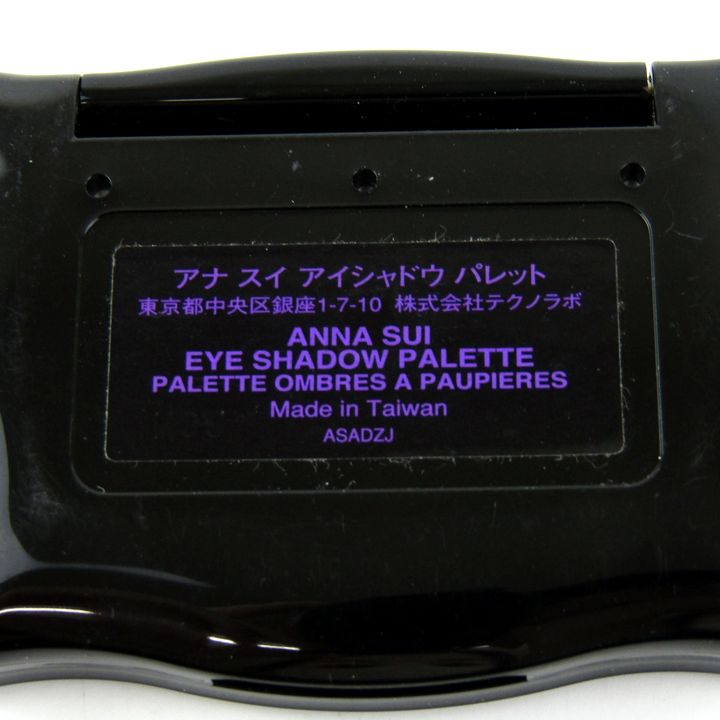 アナ スイ アイシャドウ パレット
東京都中央区銀座1-7-10 株式会社テクノラボ
ANNA SUI
EYE SHADOW PALETTE
PALETTE OMBRES A PAUPIERES
Made in Taiwan
ASADZJ